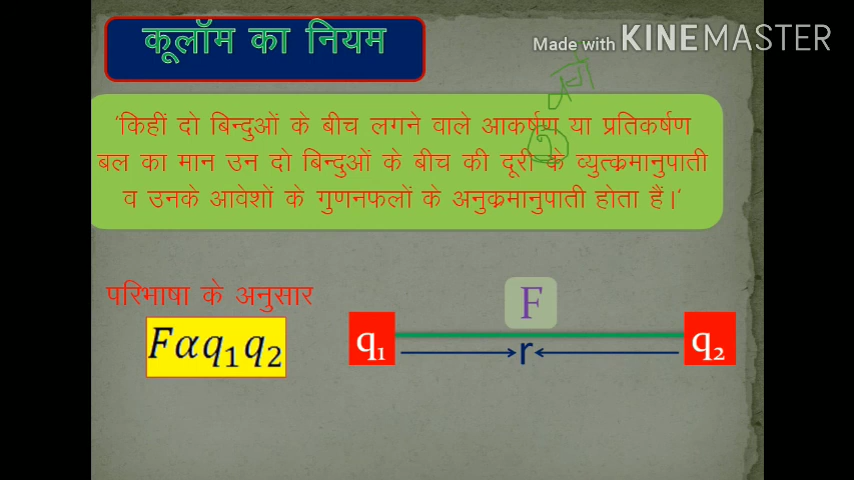 कूलॉम का नियम
Made with KINEMASTER
'किहीं दो बिन्दुओं के बीच लगने वाले आकर्षण या प्रतिकर्षण
बल का मान उन दो बिन्दुओं के बीच की दूरी के व्युत्क्रमानुपाती
व उनके आवेशों के गुणनफलों के अनुक्रमानुपाती होता हैं।'
परिभाषा के अनुसार
Fαq₁q₂
F
q₁ r q₂